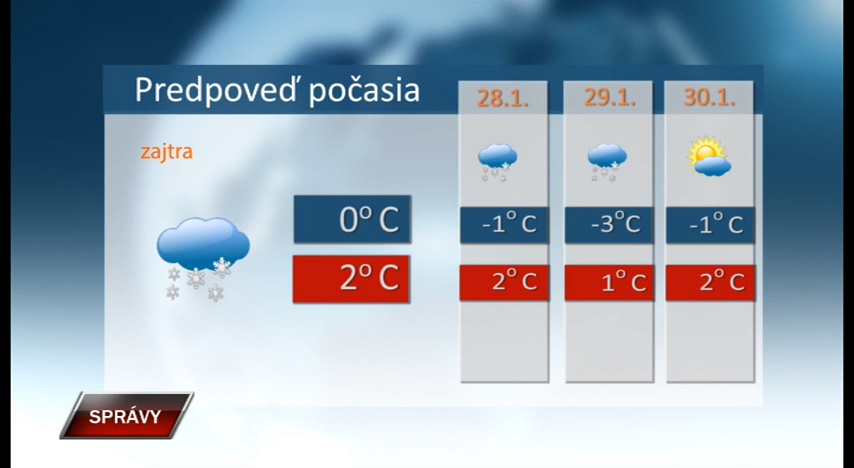 Predpoveď počasia
zajtra
0° C
2° C
28.1.
-1° C
2° C
29.1.
-3°C
1° C
30.1.
-1° C
2° C
SPRÁVY